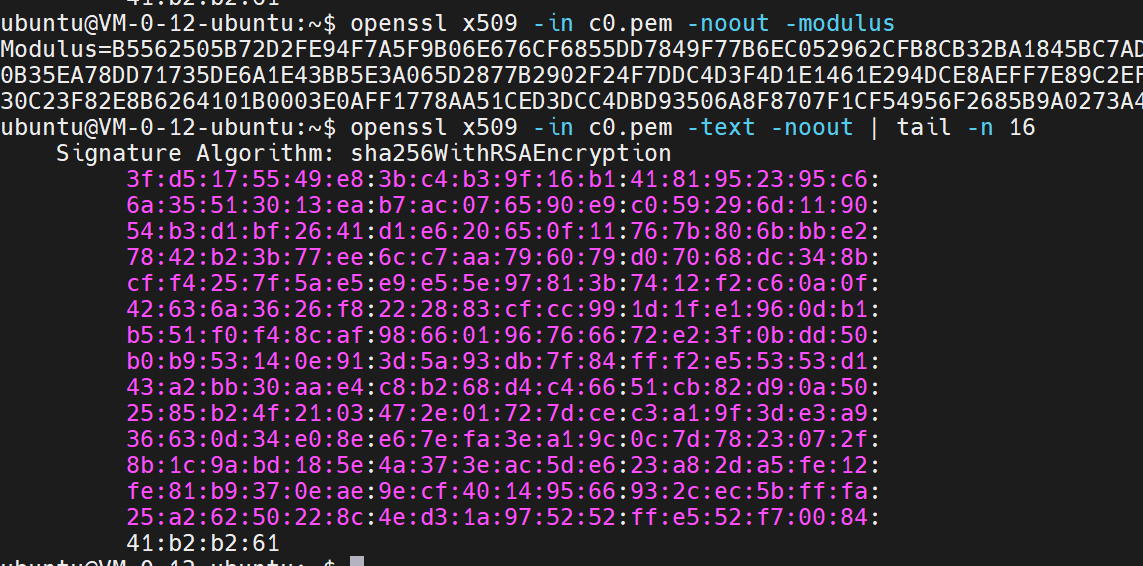 41:b2:b2:61
ubuntu@VM-0-12-ubuntu:~$ openssl x509 -in c0.pem -noout -modulus
Modulus=B5562505B72D2FE94F7A5F9B06E676CF6855DD7849F77B6EC052962CFB8CB32BA1845BC7AD
0B35EA78DD71735DE6A1E43BB5E3A065D2877B2902F24F7DDC4D3F4D1E1461E294DCE8AEFF7E89C2EF
30C23F82E8B6264101B0003E0AFF1778AA51CED3DCC4DBD93506A8F8707F1CF54956F2685B9A0273A4
ubuntu@VM-0-12-ubuntu:~$ openssl x509 -in c0.pem -text -noout | tail -n 16
Signature Algorithm: sha256WithRSAEncryption
3f:d5:17:55:49:e8:3b:c4:b3:9f:16:b1:41:81:95:23:95:c6:
6a:35:51:30:13:ea:b7:ac:07:65:90:e9:c0:59:29:6d:11:90:
54:b3:d1:bf:26:41:d1:e6:20:65:0f:11:76:7b:80:6b:bb:e2:
78:42:b2:3b:77:ee:6c:c7:aa:79:60:79:d0:70:68:dc:34:8b:
cf:f4:25:7f:5a:e5:e9:e5:5e:97:81:3b:74:12:f2:c6:0a:0f:
42:63:6a:36:26:f8:22:28:83:cf:cc:99:1d:1f:e1:96:0d:b1:
b5:51:f0:f4:8c:af:98:66:01:96:76:66:72:e2:3f:0b:dd:50:
b0:b9:53:14:0e:91:3d:5a:93:db:7f:84:ff:f2:e5:53:53:d1:
43:a2:bb:30:aa:e4:c8:b2:68:d4:c4:66:51:cb:82:d9:0a:50:
25:85:b2:4f:21:03:47:2e:01:72:7d:ce:c3:a1:9f:3d:e3:a9:
36:63:0d:34:e0:8e:e6:7e:fa:3e:a1:9c:0c:7d:78:23:07:2f:
8b:1c:9a:bd:18:5e:4a:37:3e:ac:5d:e6:23:a8:2d:a5:fe:12:
fe:81:b9:37:0e:ae:9e:cf:40:14:95:66:93:2c:ec:5b:ff:fa:
25:a2:62:50:22:8c:4e:d3:1a:97:52:52:ff:e5:52:f7:00:84:
41:b2:b2:61
ubuntu@VM-0-12-ubuntu:~$